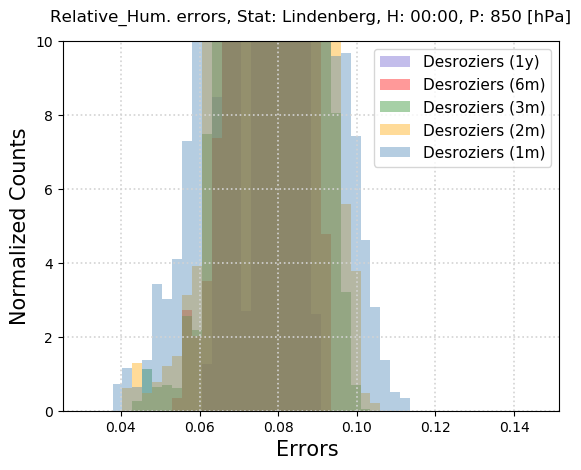 Relative_Hum. errors, Stat: Lindenberg, H: 00:00, P: 850 [hPa]
10
8
6
4
2
0
Normalized Counts
Desroziers (1y)
Desroziers (6m)
Desroziers (3m)
Desroziers (2m)
Desroziers (1m)
0.04 0.06 0.08 0.10 0.12 0.14
Errors